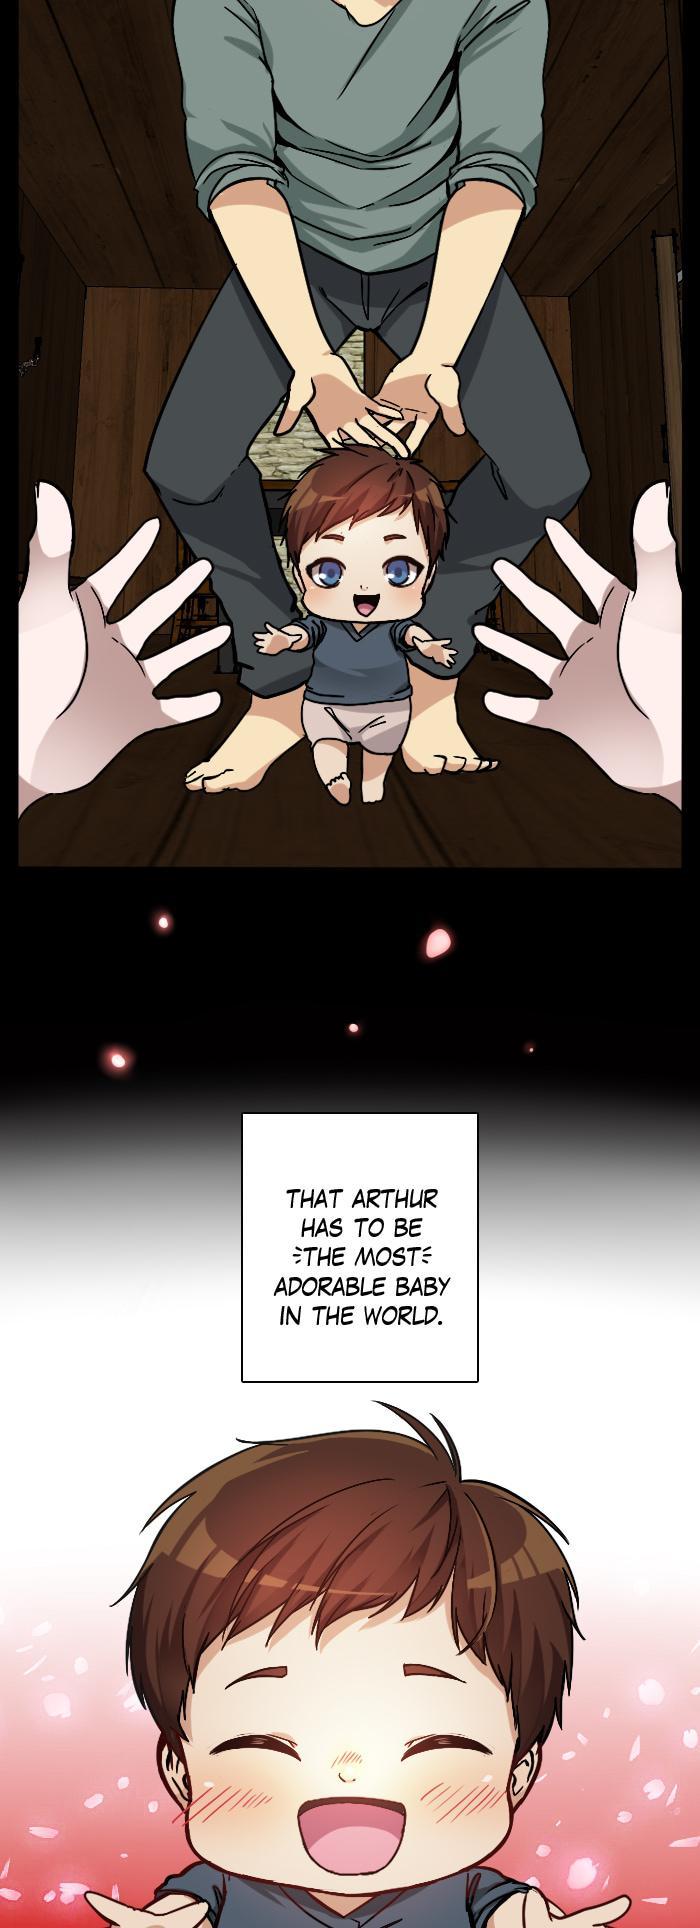 THAT ARTHUR
HAS TO BE
THE MOST
ADORABLE BABY
IN THE WORLD.